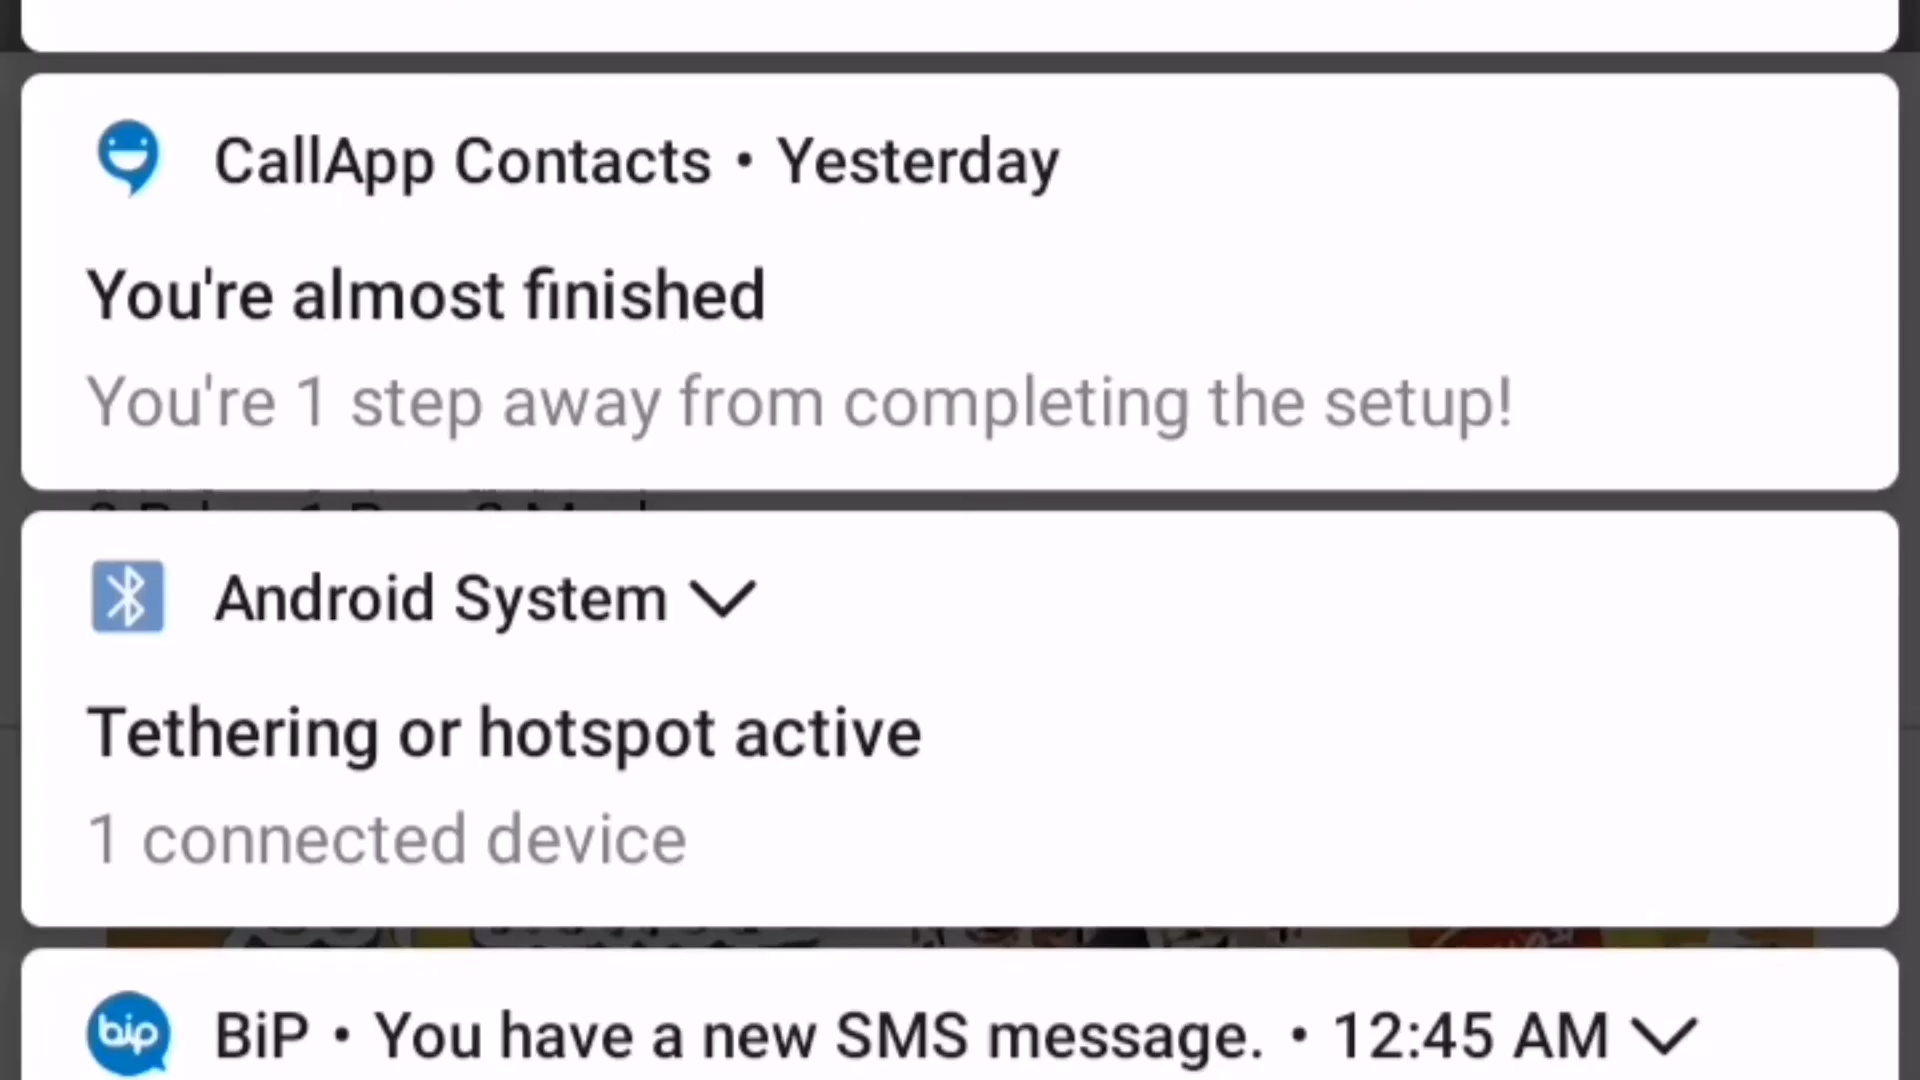 CallApp Contacts • Yesterday
You're almost finished
You're 1 step away from completing the setup!
Android System
Tethering or hotspot active
1 connected device
bip BiP • You have a new SMS message. • 12:45 AM